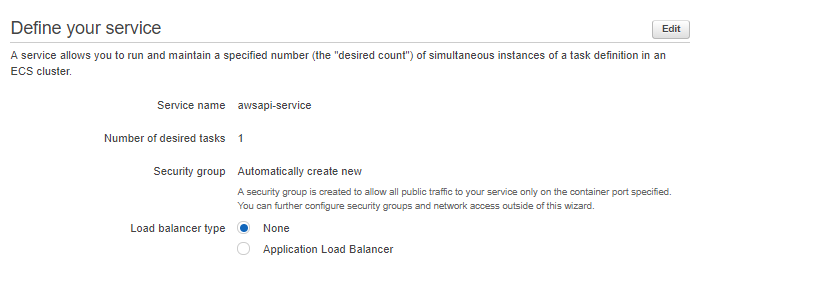 Define your service
Edit
A service allows you to run and maintain a specified number (the "desired count") of simultaneous instances of a task definition in an
ECS cluster.
Service name awsapi-service
Number of desired tasks 1
Security group Automatically create new
A security group is created to allow all public traffic to your service only on the container port specified.
You can further configure security groups and network access outside of this wizard.
Load balancer type None
Application Load Balancer